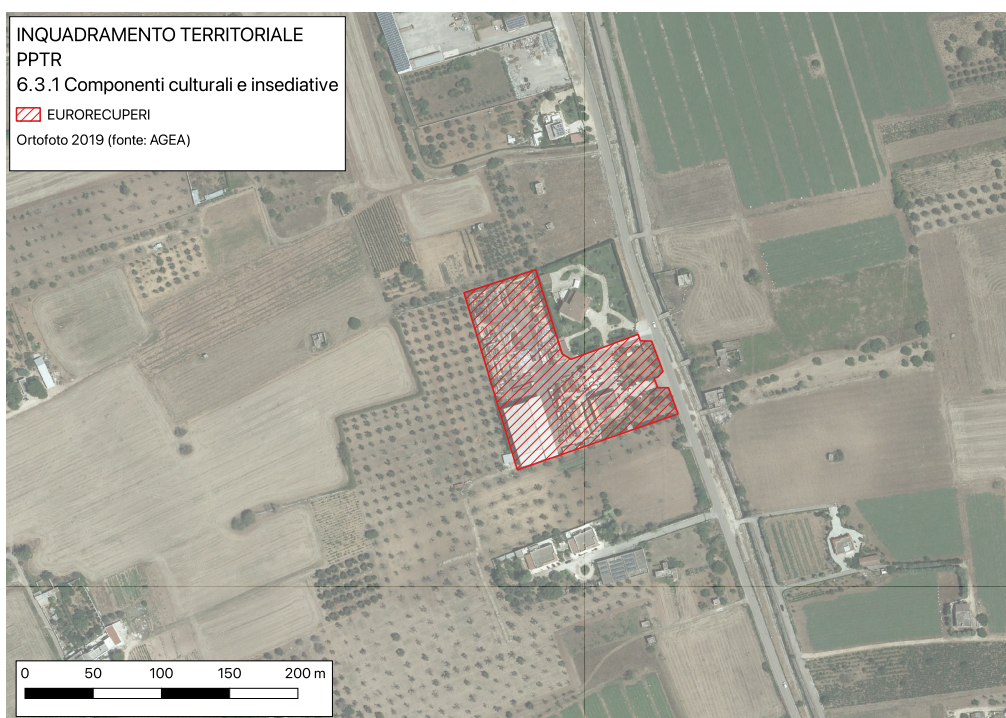 INQUADRAMENTO TERRITORIALE
PPTR
6.3.1 Componenti culturali e insediative
EURORECUPERI
Ortofoto 2019 (fonte: AGEA)
0 50 100 150 200 m